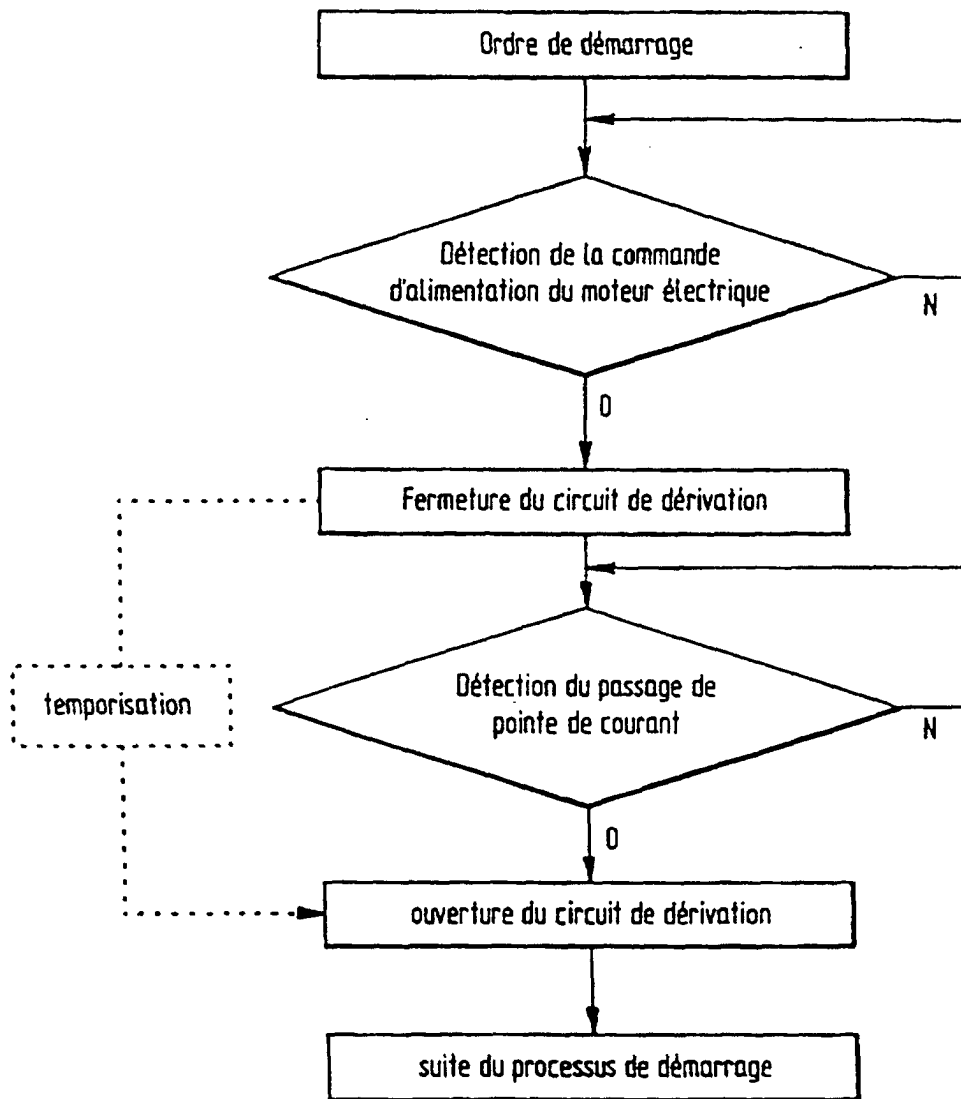 Ordre de démarrage
Détection de la commande
d'alimentation du moteur électrique
N
O
Fermeture du circuit de dérivation
temporisation
Détection du passage de
pointe de courant
N
O
ouverture du circuit de dérivation
suite du processus de démarrage